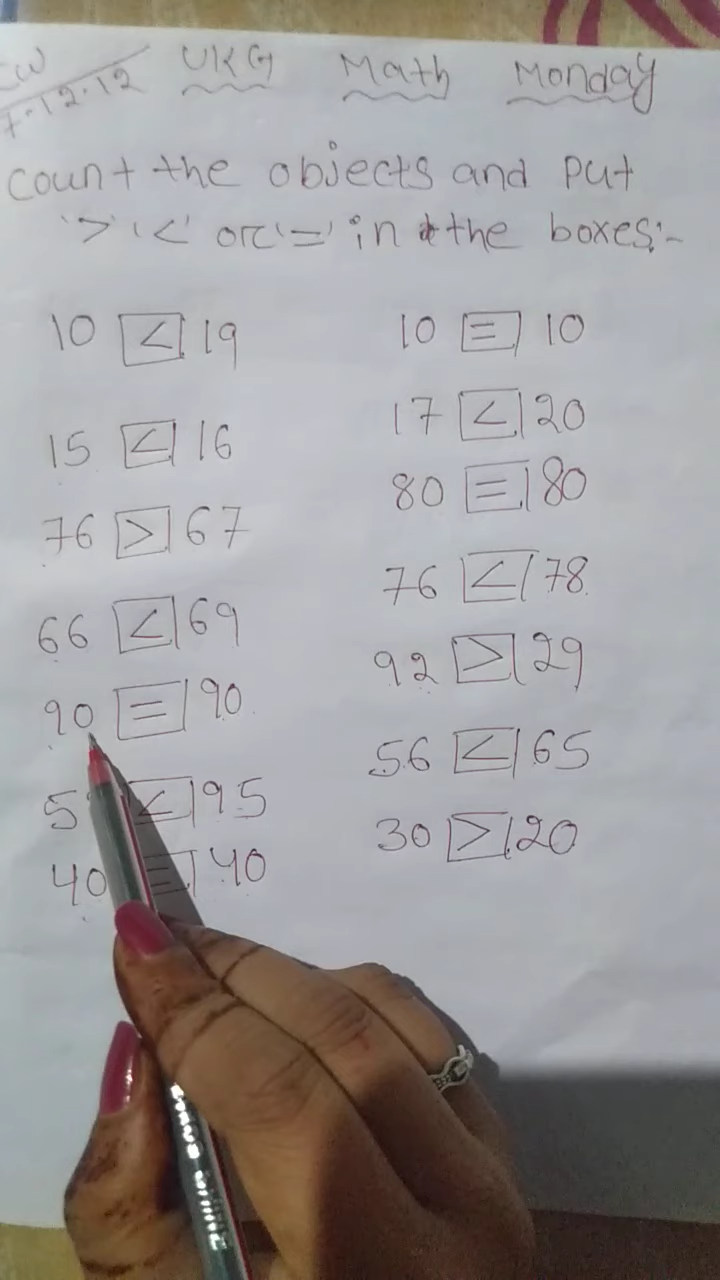 CW UKG Math Monday
7.12.12
Count the objects and put
'>' '<' or '=' in the boxes:-
10 < 19
15 < 16
76 > 67
66 < 69
90 = 90
< 95
40 = 40
10 = 10
17 < 20
80 = 80
76 < 78
92 > 29
56 < 65
30 > 20